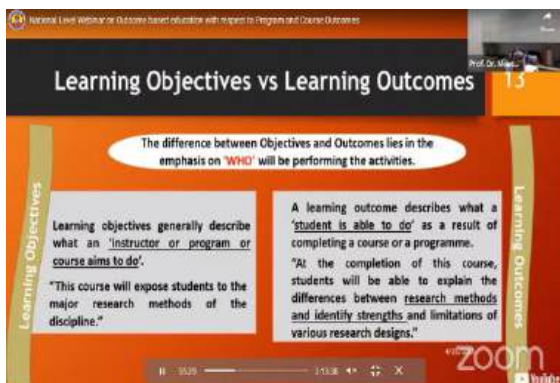 National Level Webinar on Outcome based education with respect to Program and Course Outcomes
Prof. Dr.
Learning Objectives vs Learning Outcomes
13
The difference between Objectives and Outcomes lies in the
emphasis on 'WHO' will be performing the activities.
Learning Objectives
Learning objectives generally describe
what an 'instructor or program or
course aims to do'.
"This course will expose students to the
major research methods of the
discipline."
A learning outcome describes what a
'student is able to do' as a result of
completing a course or a programme.
"At the completion of this course,
students will be able to explain the
differences between research methods
and identify strengths and limitations of
various research designs."
Learning Outcomes
zoom
YouTube